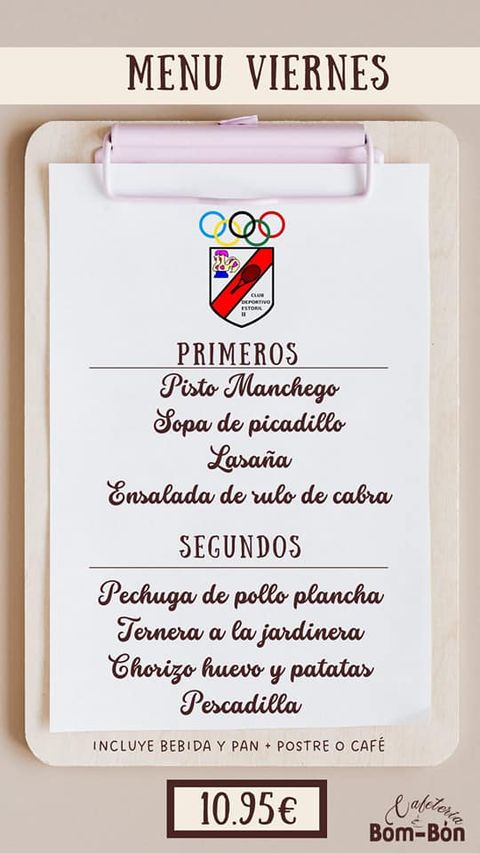 MENU VIERNES
CLUB
DEPORTIVO
ESTORIL
II
PRIMEROS
Pisto Manchego
Sopa de picadillo
Lasaña
Ensalada de rulo de cabra
SEGUNDOS
Pechuga de pollo plancha
Ternera a la jardinera
Chorizo huevo y patatas
Pescadilla
INCLUYE BEBIDA Y PAN + POSTRE O CAFÉ
10.95€
Cafetería
Bom-Bón